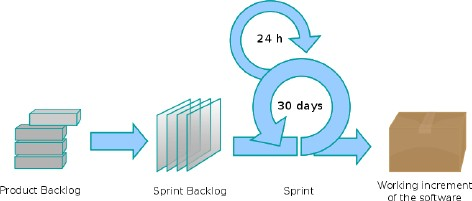 24 h
30 days
Product Backlog
Sprint Backlog
Sprint
Working increment
of the software